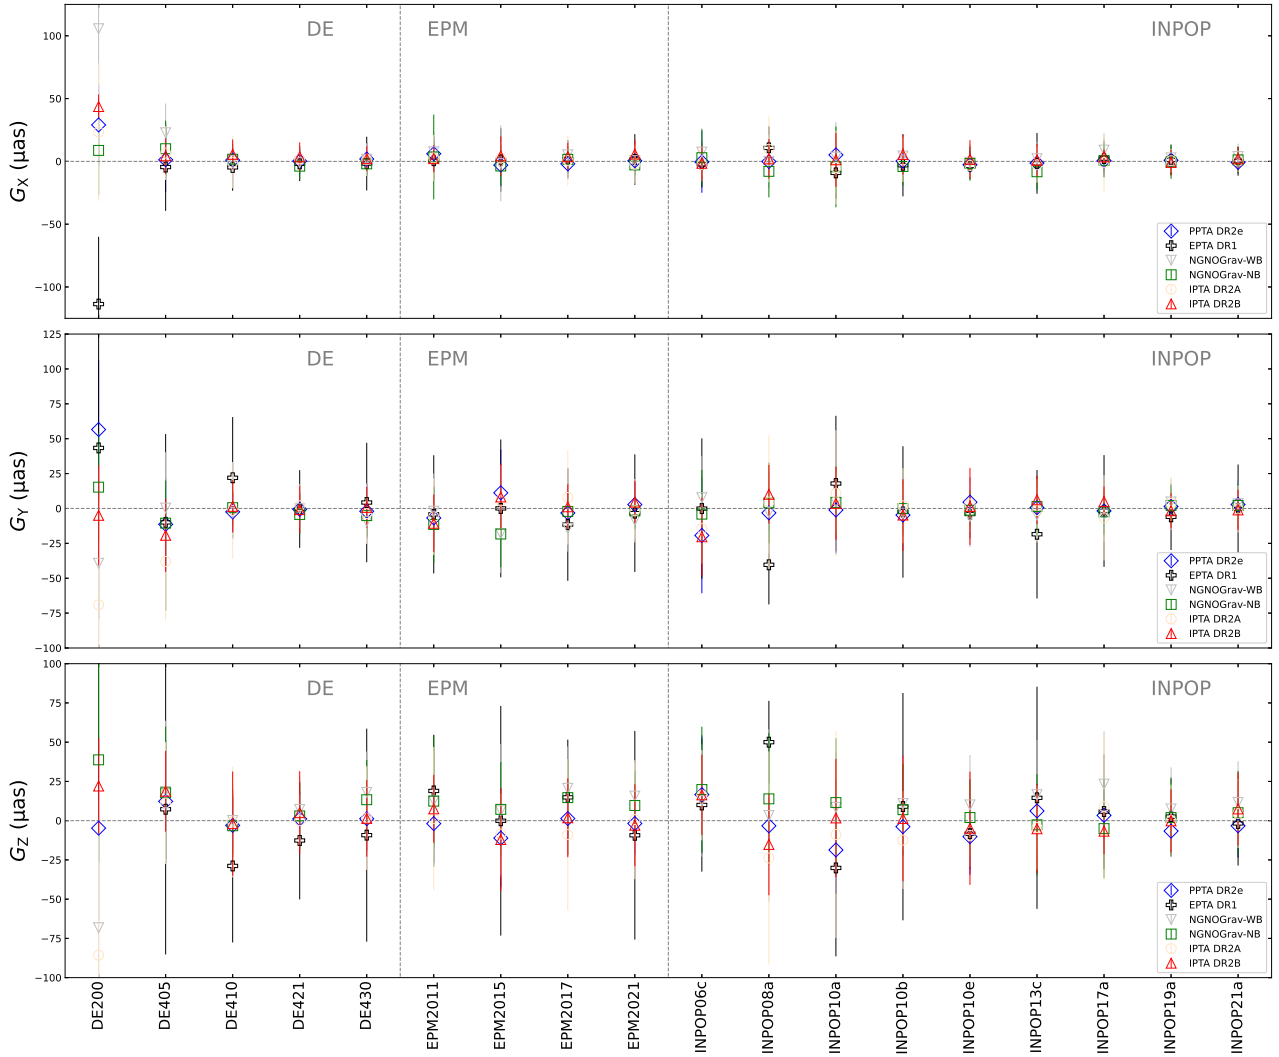 DE
EPM
INPOP
100
50
0
−50
−100
G_X (µas)
PPTA DR2e
EPTA DR1
NGNOGrav-WB
NGNOGrav-NB
IPTA DR2A
IPTA DR2B
DE
EPM
INPOP
125
100
75
50
25
0
−25
−50
−75
−100
G_Y (µas)
PPTA DR2e
EPTA DR1
NGNOGrav-WB
NGNOGrav-NB
IPTA DR2A
IPTA DR2B
DE
EPM
INPOP
100
75
50
25
0
−25
−50
−75
−100
G_Z (µas)
PPTA DR2e
EPTA DR1
NGNOGrav-WB
NGNOGrav-NB
IPTA DR2A
IPTA DR2B
DE200
DE405
DE410
DE421
DE430
EPM2011
EPM2015
EPM2017
EPM2021
INPOP06c
INPOP08a
INPOP10a
INPOP10b
INPOP10e
INPOP13c
INPOP17a
INPOP19a
INPOP21a